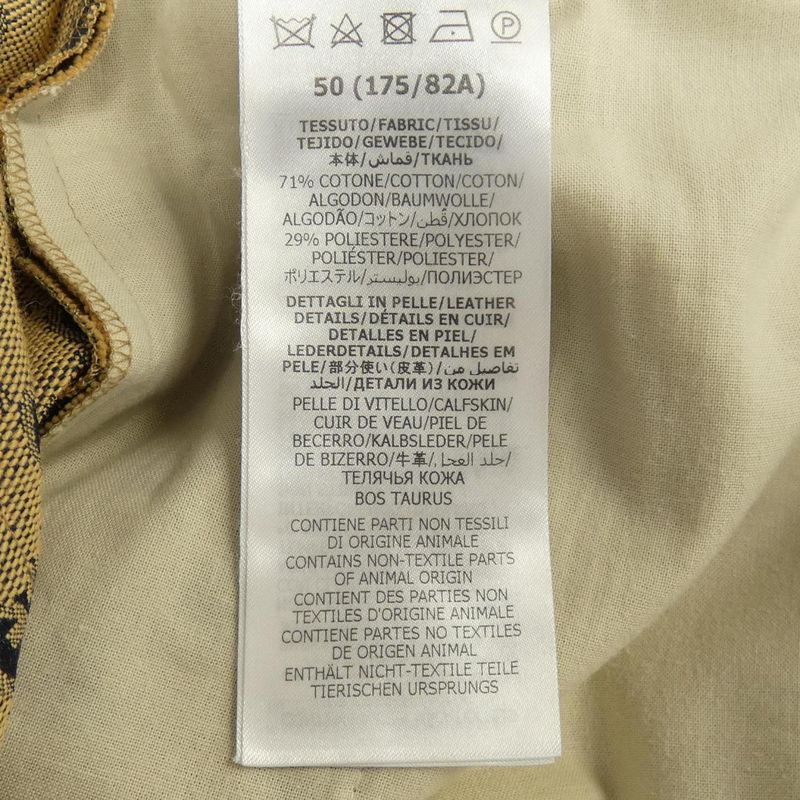 P
50 (175/82A)
TESSUTO/FABRIC/TISSU/
TEJIDO/GEWEBE/TECIDO/
本体/قماش/ТКАНЬ
71% COTONE/COTTON/COTON/
ALGODON/BAUMWOLLE/
ALGODÃO/コットン/قطن/ХЛОПОК
29% POLIESTERE/POLYESTER/
POLIÉSTER/POLIESTER/
ポリエステル/بوليستر/ПОЛИЭСТЕР
DETTAGLI IN PELLE/LEATHER
DETAILS/DÉTAILS EN CUIR/
DETALLES EN PIEL/
LEDERDETAILS/DETALHES EM
PELE/部分使い(皮革)/تفاصيل من
الجلد/ДЕТАЛИ ИЗ КОЖИ
PELLE DI VITELLO/CALFSKIN/
CUIR DE VEAU/PIEL DE
BECERRO/KALBSLEDER/PELE
DE BIZERRO/牛革/جلد العجل/
ТЕЛЯЧЬЯ КОЖА
BOS TAURUS
CONTIENE PARTI NON TESSILI
DI ORIGINE ANIMALE
CONTAINS NON-TEXTILE PARTS
OF ANIMAL ORIGIN
CONTIENT DES PARTIES NON
TEXTILES D'ORIGINE ANIMALE
CONTIENE PARTES NO TEXTILES
DE ORIGEN ANIMAL
ENTHÄLT NICHT-TEXTILE TEILE
TIERISCHEN URSPRUNGS